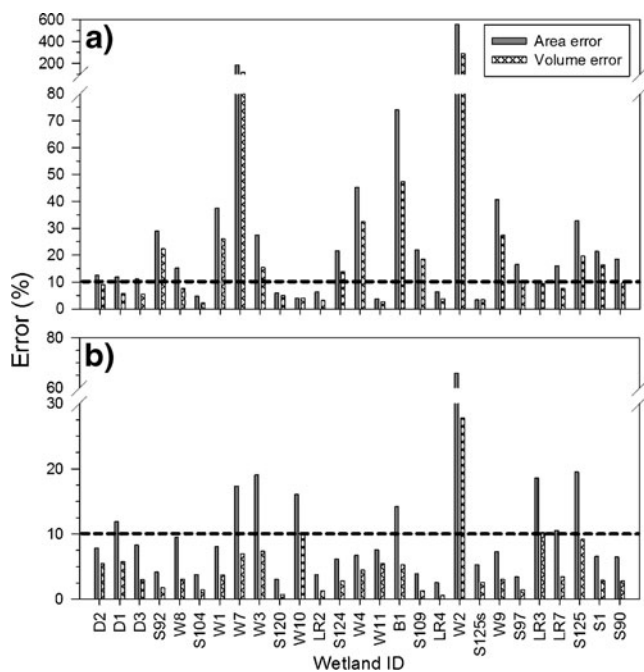 a)
Area error
Volume error
600
400
200
80
70
60
50
40
30
20
10
0
Error (%)
b)
80
60
30
20
10
0
D2 D1 D3 S92 W8 S104 W1 W7 W3 S120 W10 LR2 S124 W4 W11 B1 S109 LR4 W2 S125s W9 S97 LR3 LR7 S125 S1 S90
Wetland ID